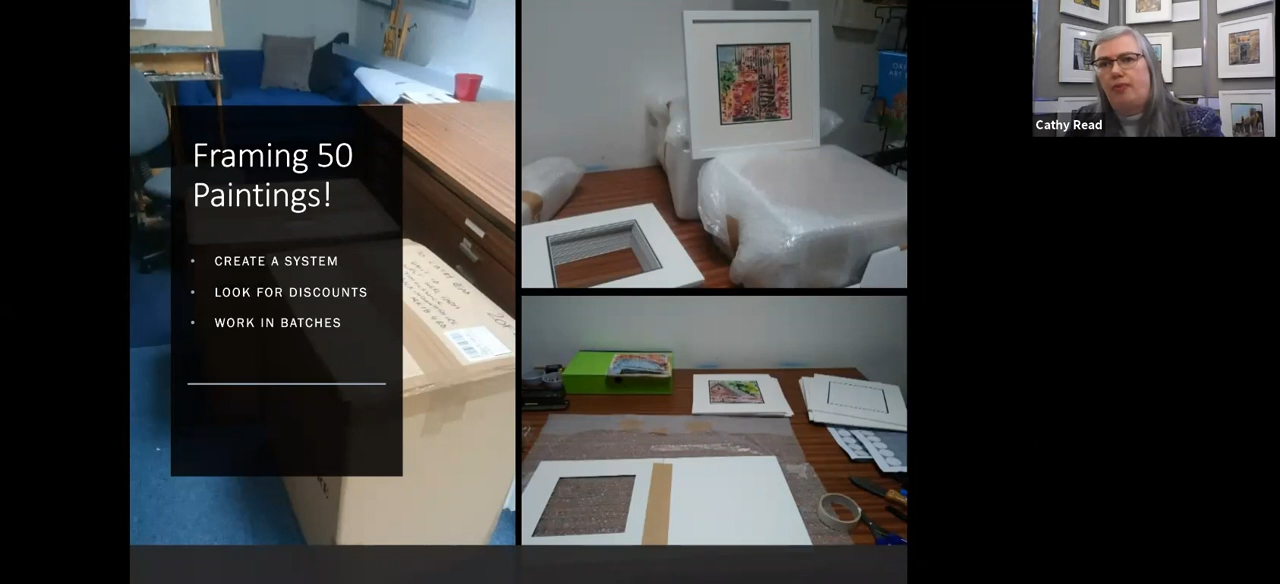 Framing 50
Paintings!
CREATE A SYSTEM
LOOK FOR DISCOUNTS
WORK IN BATCHES
Cathy Read